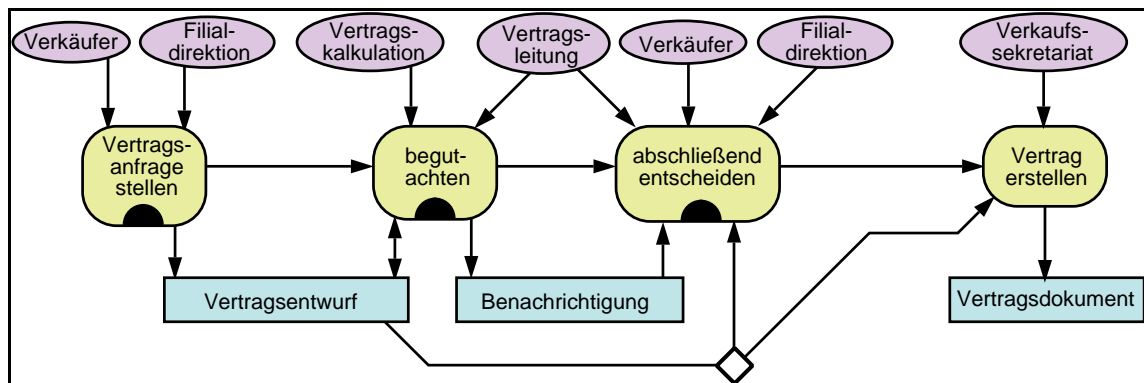 Verkäufer
Filial-
direktion
Vertrags-
kalkulation
Vertrags-
leitung
Verkäufer
Filial-
direktion
Verkaufs-
sekretariat
Vertrags-
anfrage
stellen
begut-
achten
abschließend
entscheiden
Vertrag
erstellen
Vertragsentwurf
Benachrichtigung
Vertragsdokument